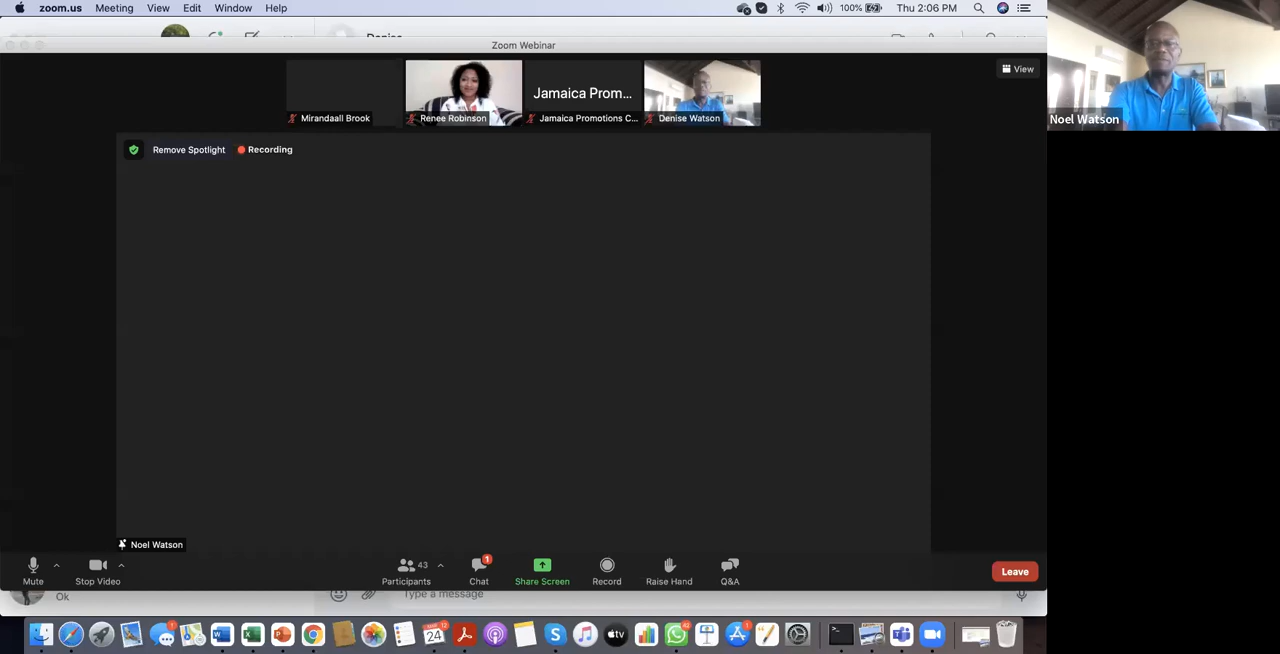 zoom.us Meeting View Edit Window Help 100% Thu 2:06 PM
Zoom Webinar
Jamaica Prom...
Mirandaall Brook
Renee Robinson
Jamaica Promotions C...
Denise Watson
View
Noel Watson
Remove Spotlight Recording
Noel Watson
Mute
Stop Video
43
Participants
1
Chat
Share Screen
Record
Raise Hand
Q&A
Leave
Ok
Type a message